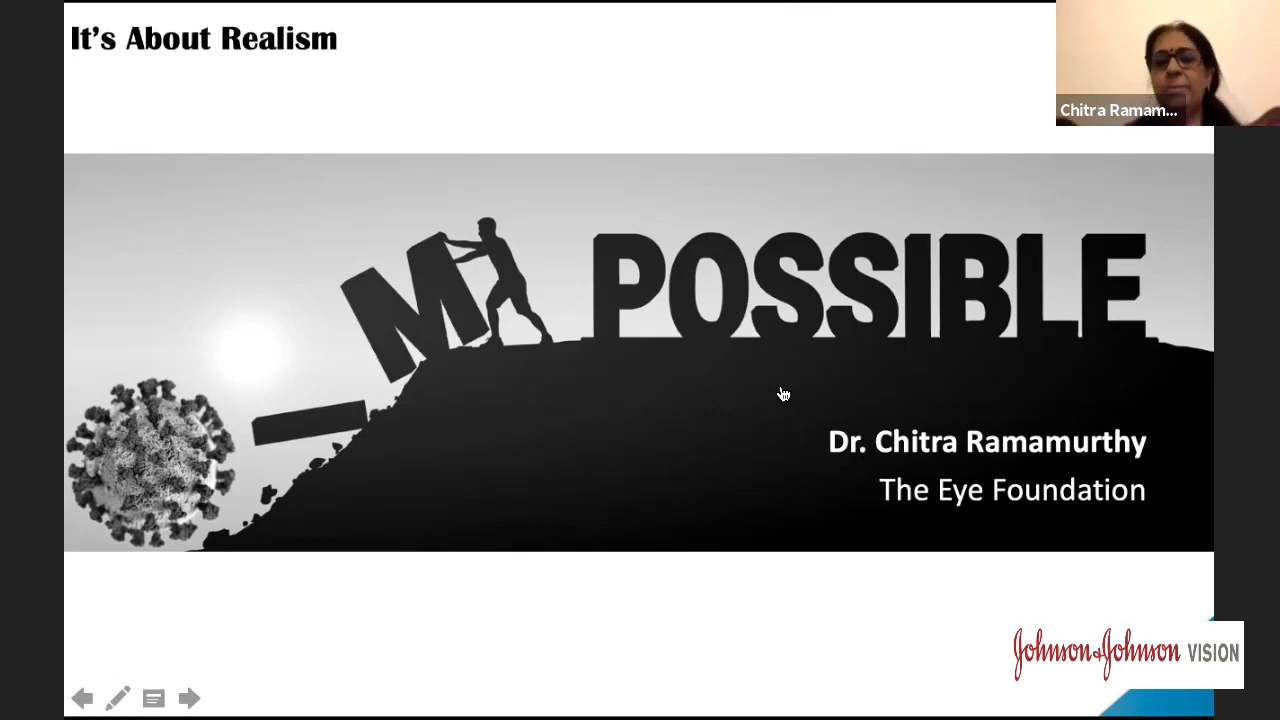 It's About Realism
Chitra Ramam...
I
M
POSSIBLE
Dr. Chitra Ramamurthy
The Eye Foundation
Johnson & Johnson VISION